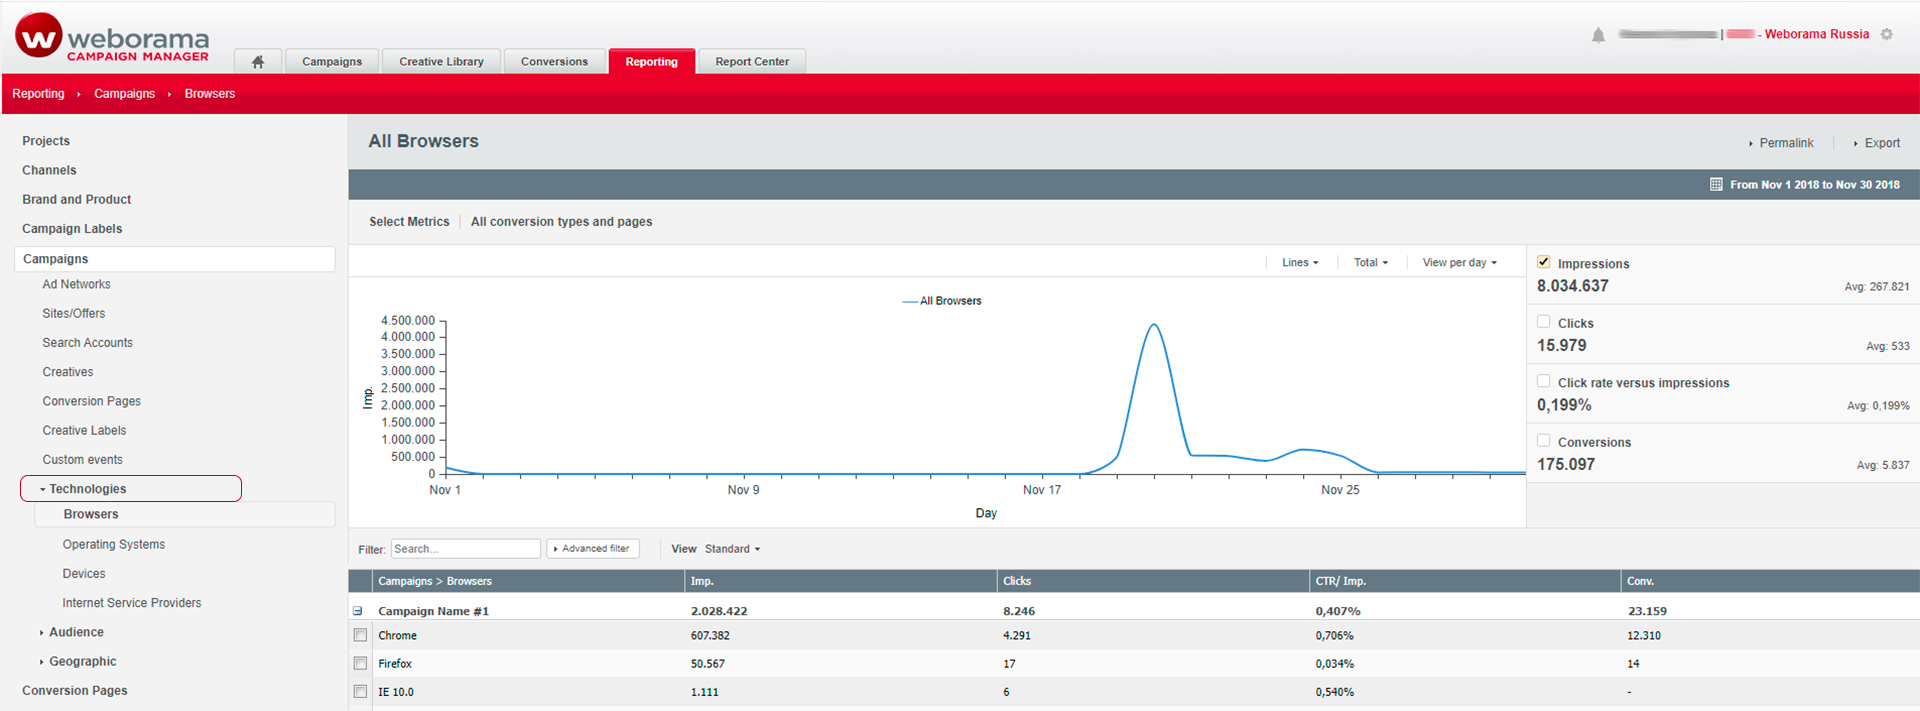 weborama
CAMPAIGN MANAGER
Campaigns
Creative Library
Conversions
Reporting
Report Center
| - Weborama Russia
Reporting Campaigns Browsers
Projects
Channels
Brand and Product
Campaign Labels
Campaigns
Ad Networks
Sites/Offers
Search Accounts
Creatives
Conversion Pages
Creative Labels
Custom events
Technologies
Browsers
Operating Systems
Devices
Internet Service Providers
Audience
Geographic
Conversion Pages
All Browsers
Permalink
Export
From Nov 1 2018 to Nov 30 2018
Select Metrics
All conversion types and pages
Lines
Total
View per day
All Browsers
4.500.000
4.000.000
3.500.000
3.000.000
2.500.000
2.000.000
1.500.000
1.000.000
500.000
0
Imp.
Nov 1
Nov 9
Nov 17
Nov 25
Day
Impressions
8.034.637 Avg: 267.821
Clicks
15.979 Avg: 533
Click rate versus impressions
0,199% Avg: 0,199%
Conversions
175.097 Avg: 5.837
Filter: Search... Advanced filter View Standard
Campaigns > Browsers Imp. Clicks CTR/ Imp. Conv.
Campaign Name #1 2.028.422 8.246 0,407% 23.159
Chrome 607.382 4.291 0,706% 12.310
Firefox 50.567 17 0,034% 14
IE 10.0 1.111 6 0,540% -